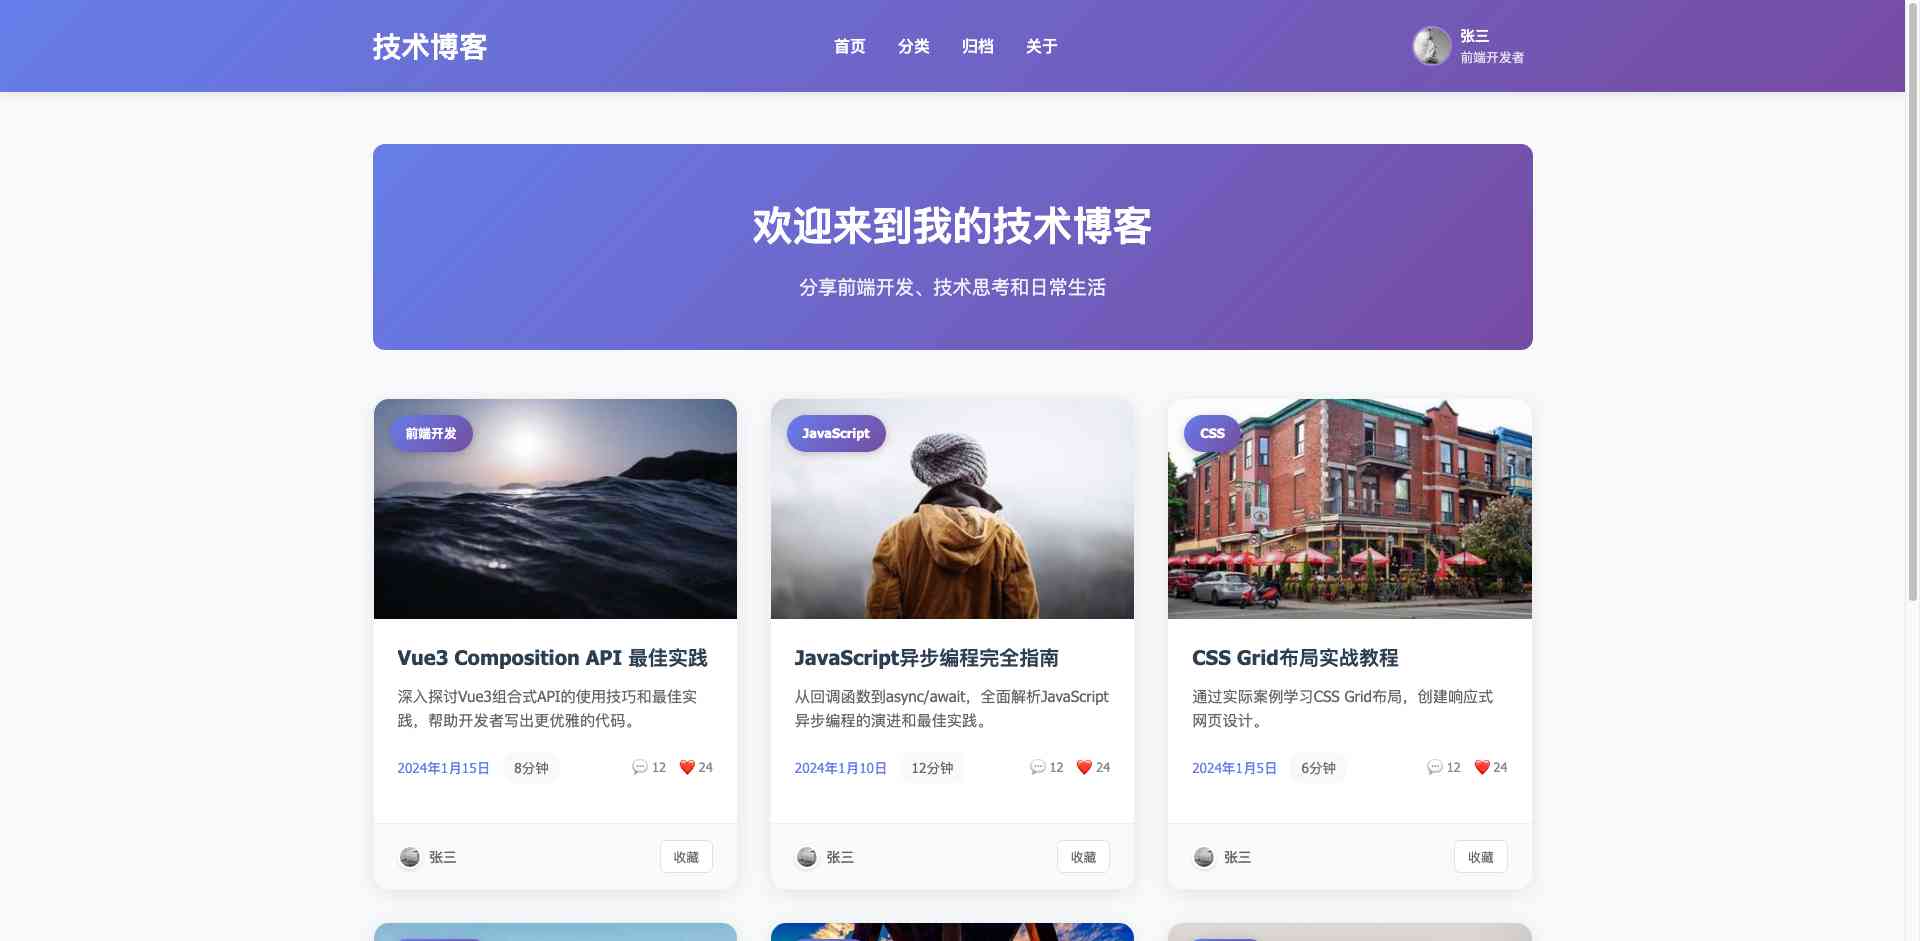 技术博客
首页 分类 归档 关于
张三
前端开发者
欢迎来到我的技术博客
分享前端开发、技术思考和日常生活
前端开发
Vue3 Composition API 最佳实践
深入探讨Vue3组合式API的使用技巧和最佳实
践，帮助开发者写出更优雅的代码。
2024年1月15日 8分钟 12 24
张三 收藏
JavaScript
JavaScript异步编程完全指南
从回调函数到async/await，全面解析JavaScript
异步编程的演进和最佳实践。
2024年1月10日 12分钟 12 24
张三 收藏
CSS
CSS Grid布局实战教程
通过实际案例学习CSS Grid布局，创建响应式
网页设计。
2024年1月5日 6分钟 12 24
张三 收藏